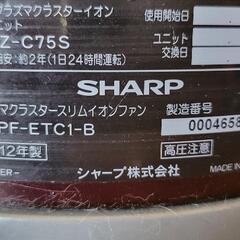 プラズマクラスターイオン
ユニット
使用開始日
Z-C75S
ユニット
交換日
目安:約2年(1日24時間運転)
SHARP
マクラスタースリムイオンファン
製造番号
PF-ETC1-B
0004658
12年製
高圧注意
シャープ株式会社
MADE IN